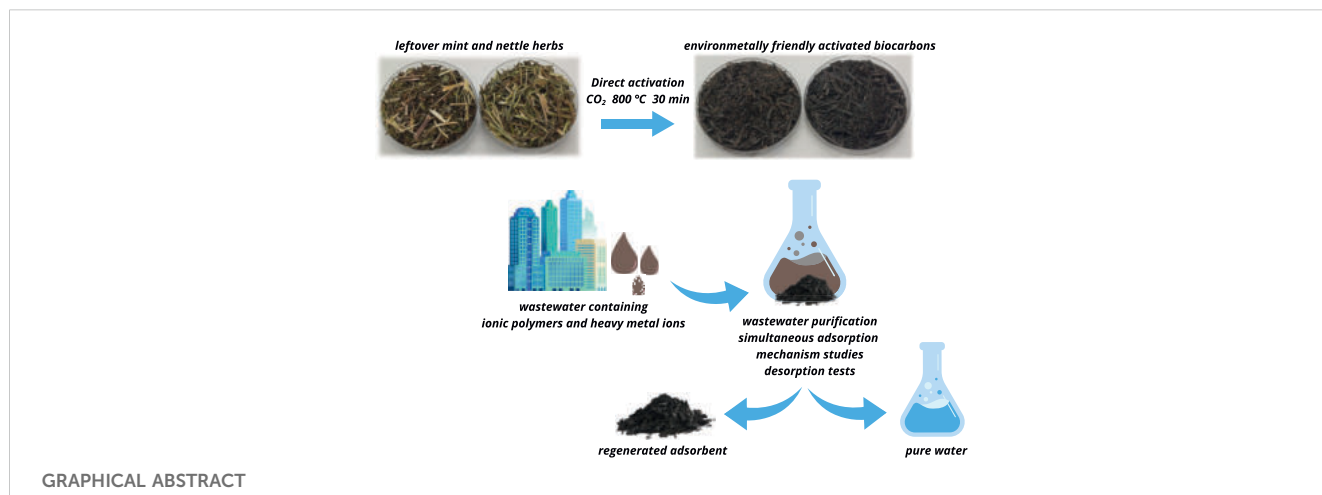 leftover mint and nettle herbs
environmetally friendly activated biocarbons
Direct activation
CO₂ 800 °C 30 min
wastewater containing
ionic polymers and heavy metal ions
wastewater purification
simultaneous adsorption
mechanism studies
desorption tests
regenerated adsorbent
pure water
GRAPHICAL ABSTRACT